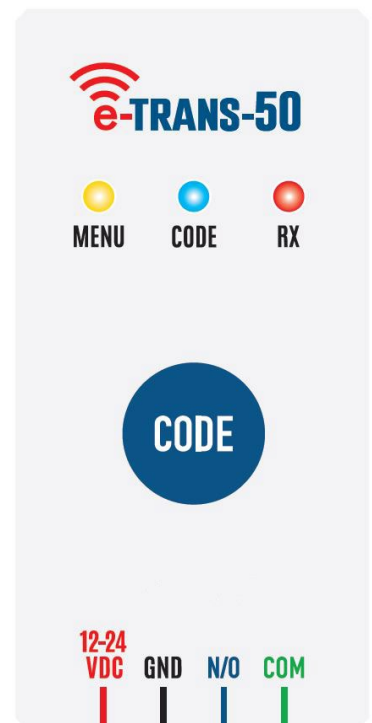 e-TRANS-50
MENU CODE RX
CODE
12-24
VDC GND N/O COM